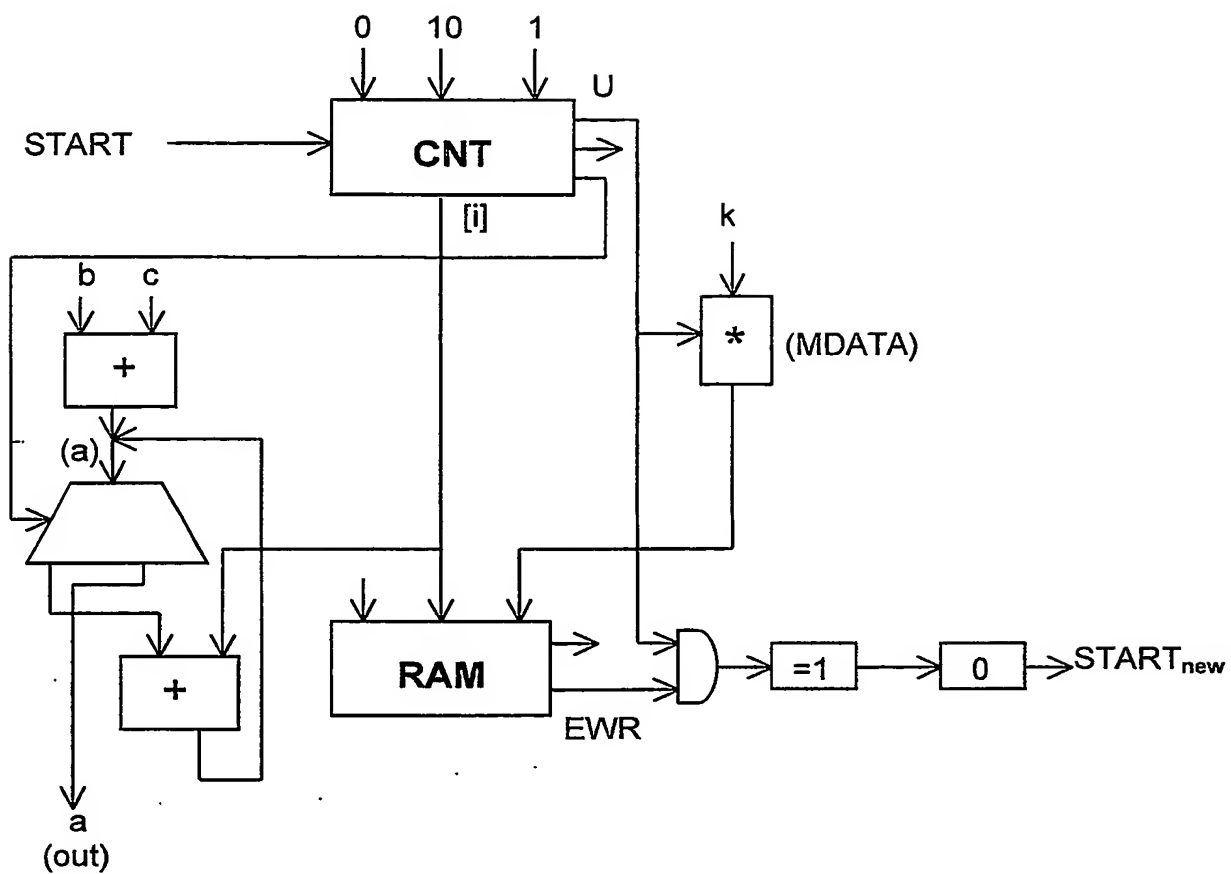 0 10 1
U
START
CNT
[i]
k
b c
+
*
(MDATA)
(a)
RAM
=1
0
STARTnew
+
EWR
a
(out)